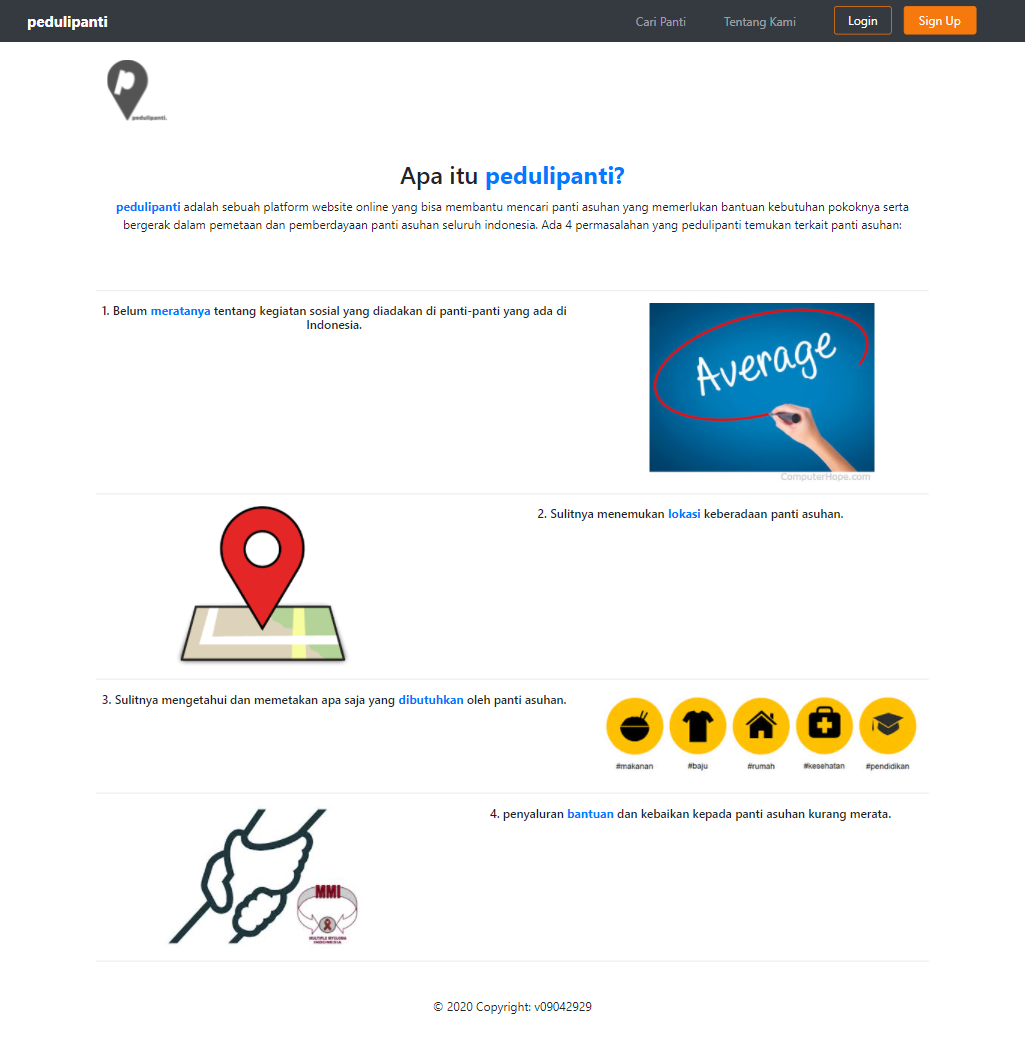 pedulipanti
Cari Panti
Tentang Kami
Login
Sign Up
pedulipanti.
Apa itu pedulipanti?
pedulipanti adalah sebuah platform website online yang bisa membantu mencari panti asuhan yang memerlukan bantuan kebutuhan pokoknya serta
bergerak dalam pemetaan dan pemberdayaan panti asuhan seluruh indonesia. Ada 4 permasalahan yang pedulipanti temukan terkait panti asuhan:
1. Belum meratanya tentang kegiatan sosial yang diadakan di panti-panti yang ada di
Indonesia.
Average
ComputerHope.com
2. Sulitnya menemukan lokasi keberadaan panti asuhan.
3. Sulitnya mengetahui dan memetakan apa saja yang dibutuhkan oleh panti asuhan.
#makanan
#baju
#rumah
#kesehatan
#pendidikan
4. penyaluran bantuan dan kebaikan kepada panti asuhan kurang merata.
MMI
© 2020 Copyright: v09042929